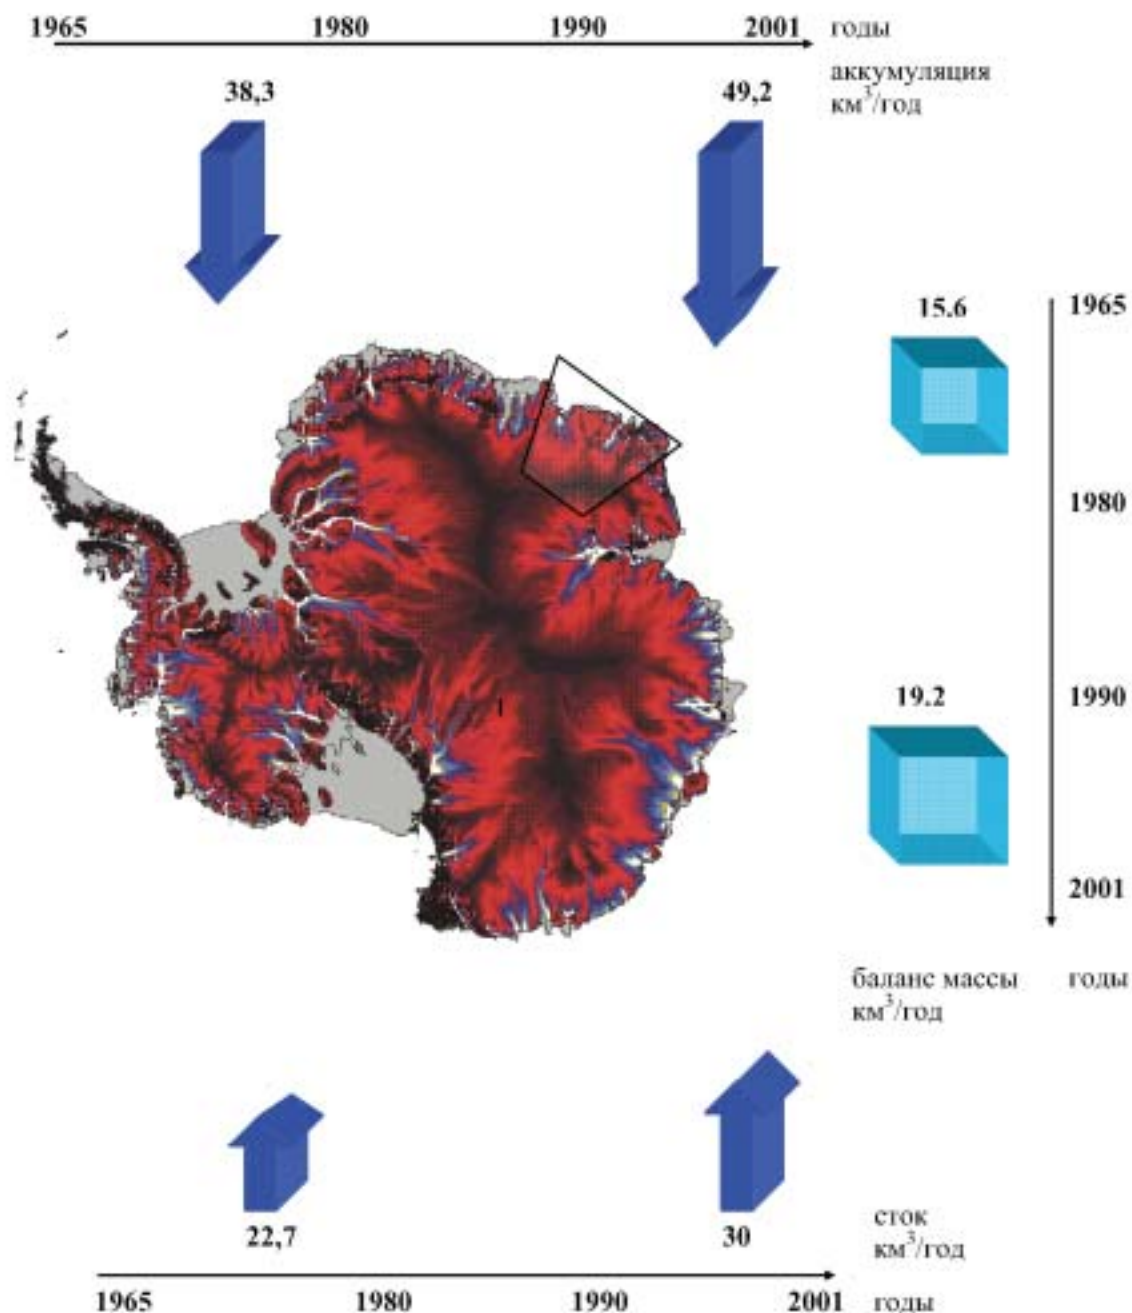 1965 1980 1990 2001 годы
аккумуляция
км³/год
38,3 49,2
15.6
1965
1980
19.2
1990
2001
баланс массы годы
км³/год
сток
км³/год
22,7 30
1965 1980 1990 2001 годы